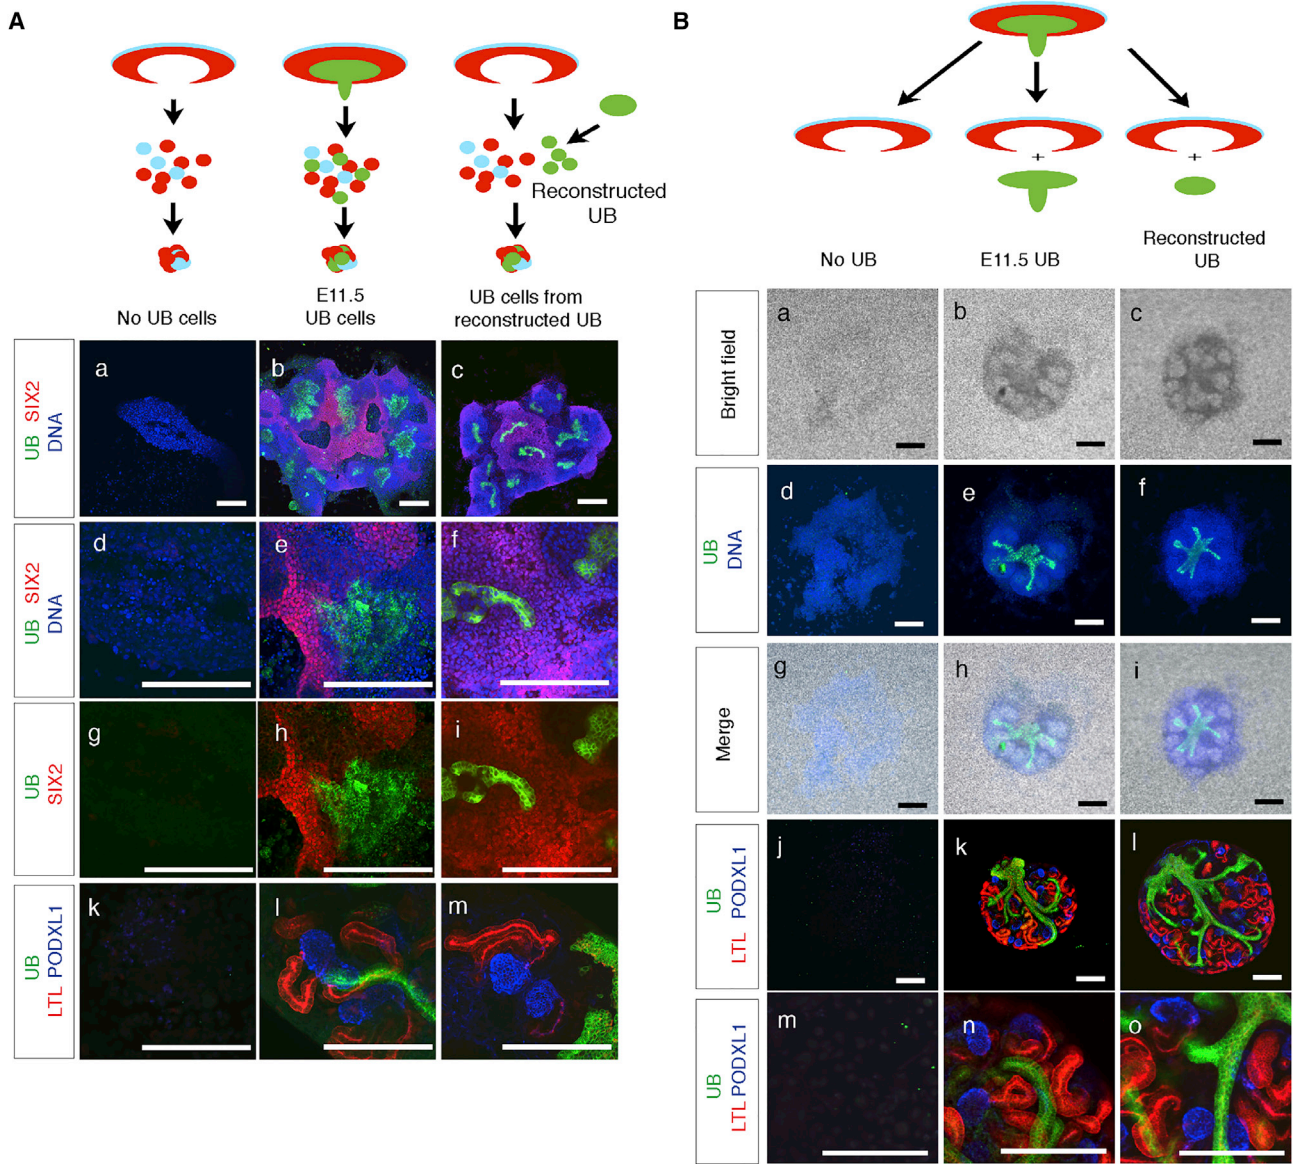 A
Reconstructed
UB
No UB cells
E11.5
UB cells
UB cells from
reconstructed UB
UB SIX2
DNA
a
b
c
UB SIX2
DNA
d
e
f
UB
SIX2
g
h
i
UB
LTL PODXL1
k
l
m
B
+
+
No UB
E11.5 UB
Reconstructed
UB
Bright field
a
b
c
UB
DNA
d
e
f
Merge
g
h
i
UB
LTL PODXL1
j
k
l
UB
LTL PODXL1
m
n
o